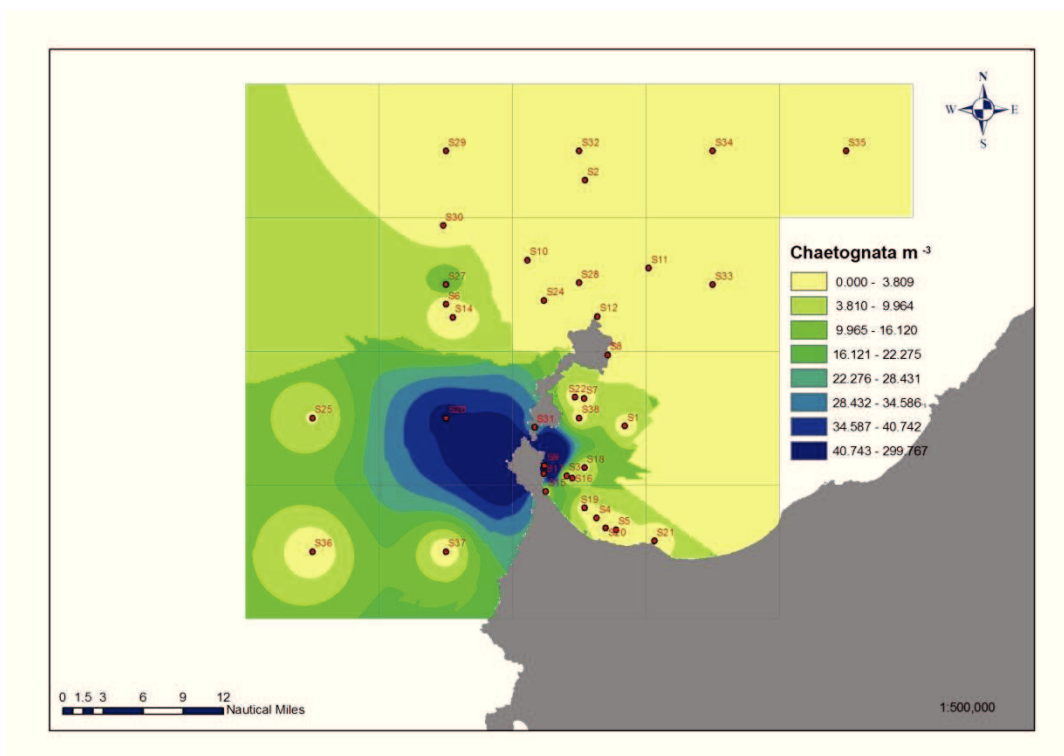 N
W E
S
S29 S32 S34 S35
S2
S30
S10 S11
S27 S28 S33
S6 S24
S14 S12
S8
S22 S7
S25 S38 S1
S31
S9 S18
S3
S16
S19
S4
S5
S20 S21
S36 S37
Chaetognata m -3
0.000 - 3.809
3.810 - 9.964
9.965 - 16.120
16.121 - 22.275
22.276 - 28.431
28.432 - 34.586
34.587 - 40.742
40.743 - 299.767
0 1.5 3 6 9 12
Nautical Miles
1:500,000